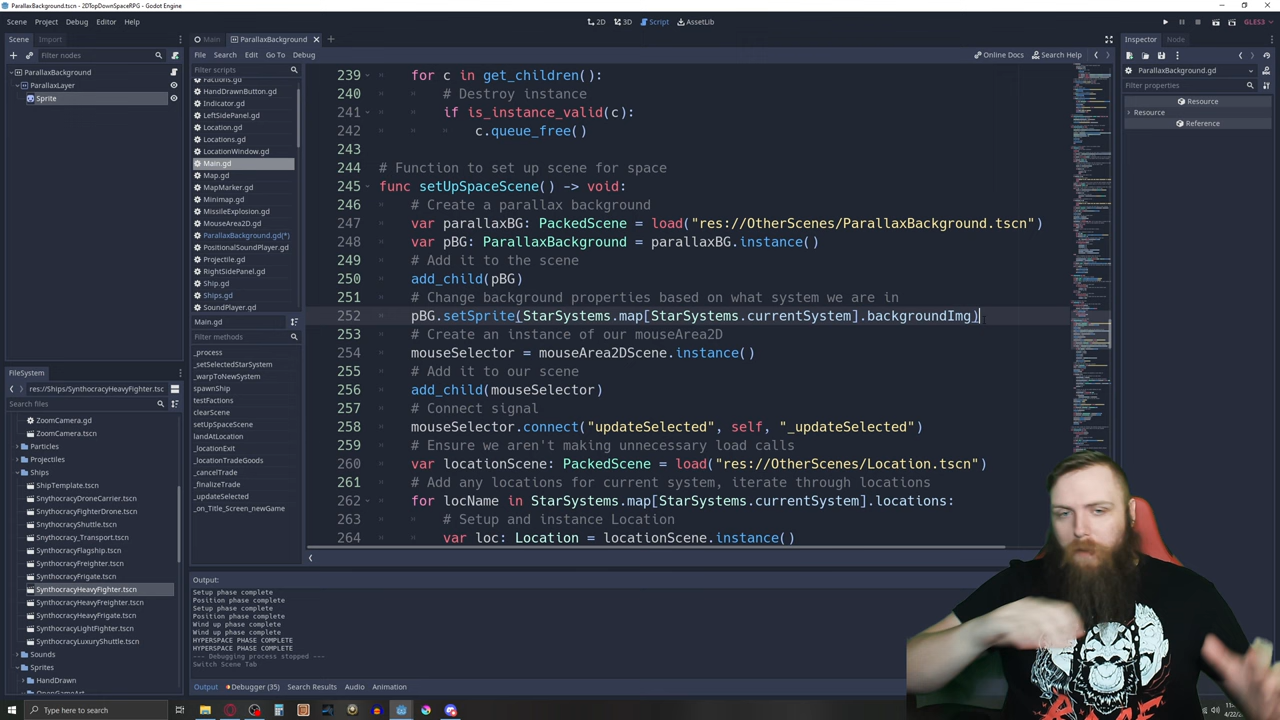 ParallaxBackground.tscn - 2DTopDownSpaceRPG - Godot Engine
Scene Project Debug Editor Help
2D 3D Script AssetLib
GLES3
Scene Import
Filter nodes
ParallaxBackground
ParallaxLayer
Sprite
Main ParallaxBackground
File Search Edit Go To Debug
Online Docs Search Help
Filter scripts
Factions.gd
HandDrawnButton.gd
Indicator.gd
LeftSidePanel.gd
Location.gd
Locations.gd
LocationWindow.gd
Main.gd
Map.gd
MapMarker.gd
Minimap.gd
MissileExplosion.gd
MouseArea2D.gd
ParallaxBackground.gd(*)
PositionalSoundPlayer.gd
Projectile.gd
RightSidePanel.gd
Ship.gd
Ships.gd
SoundPlayer.gd
Main.gd
_process
_setSelectedStarSystem
_warpToNewSystem
spawnShip
testFactions
clearScene
setUpSpaceScene
landAtLocation
_locationExit
_locationTradeGoods
_cancelTrade
_finalizeTrade
_updateSelected
_on_Title_Screen_newGame
239 for c in get_children():
240 # Destroy instance
241 if is_instance_valid(c):
242 c.queue_free()
243
244 # Function to set up scene for space
245 func setUpSpaceScene() -> void:
246 # Create a parallax background
247 var parallaxBG: PackedScene = load("res://OtherScenes/ParallaxBackground.tscn")
248 var pBG: ParallaxBackground = parallaxBG.instance()
249 # Add it to the scene
250 add_child(pBG)
251 # Change background properties based on what system we are in
252 pBG.setSprite(StarSystems.map[StarSystems.currentSystem].backgroundImg)
253 # Create an instance of our mouseArea2D
254 mouseSelector = mouseArea2DScene.instance()
255 # Add it to our scene
256 add_child(mouseSelector)
257 # Connect signal
258 mouseSelector.connect("updateSelected", self, "_updateSelected")
259 # Ensure we aren't making unnecessary load calls
260 var locationScene: PackedScene = load("res://OtherScenes/Location.tscn")
261 # Add any locations for current system, iterate through locations
262 for locName in StarSystems.map[StarSystems.currentSystem].locations:
263 # Setup and instance Location
264 var loc: Location = locationScene.instance()
Inspector Node
ParallaxBackground.gd
Filter properties
Resource
Resource
Reference
FileSystem
res://Ships/SynthocracyHeavyFighter.tsc
Search files
ZoomCamera.gd
ZoomCamera.tscn
Particles
Projectiles
Ships
ShipTemplate.tscn
SnythocracyDroneCarrier.tscn
SynthocracyFighterDrone.tscn
SynthocracyShuttle.tscn
Synthocracy_Transport.tscn
SynthocracyFlagship.tscn
SynthocracyFreighter.tscn
SynthocracyFrigate.tscn
SynthocracyHeavyFighter.tscn
SynthocracyHeavyFreighter.tscn
SynthocracyHeavyFrigate.tscn
SynthocracyLightFighter.tscn
SynthocracyLuxuryShuttle.tscn
Sounds
Sprites
HandDrawn
OpenGameArt
Output:
Setup phase complete
Position phase complete
Setup phase complete
Position phase complete
Wind up phase complete
Wind up phase complete
HYPERSPACE PHASE COMPLETE
HYPERSPACE PHASE COMPLETE
--- Debugging process stopped ---
Switch Scene Tab
Output Debugger (35) Search Results Audio Animation
Type here to search